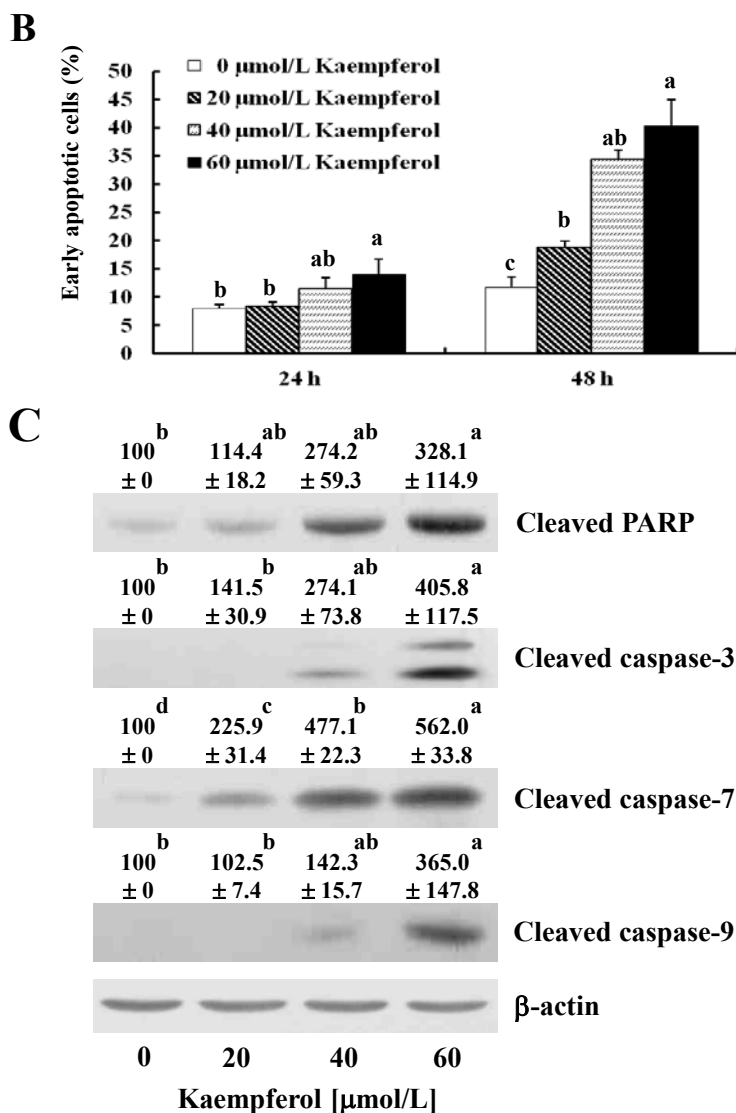 B
Early apoptotic cells (%)
50
45
40
35
30
25
20
15
10
5
0
0 μmol/L Kaempferol
20 μmol/L Kaempferol
40 μmol/L Kaempferol
60 μmol/L Kaempferol
b b ab a
c b ab a
24 h 48 h
C
b ab ab a
100 114.4 274.2 328.1
± 0 ± 18.2 ± 59.3 ± 114.9
Cleaved PARP
b b ab a
100 141.5 274.1 405.8
± 0 ± 30.9 ± 73.8 ± 117.5
Cleaved caspase-3
d c b a
100 225.9 477.1 562.0
± 0 ± 31.4 ± 22.3 ± 33.8
Cleaved caspase-7
b b ab a
100 102.5 142.3 365.0
± 0 ± 7.4 ± 15.7 ± 147.8
Cleaved caspase-9
β-actin
0 20 40 60
Kaempferol [μmol/L]